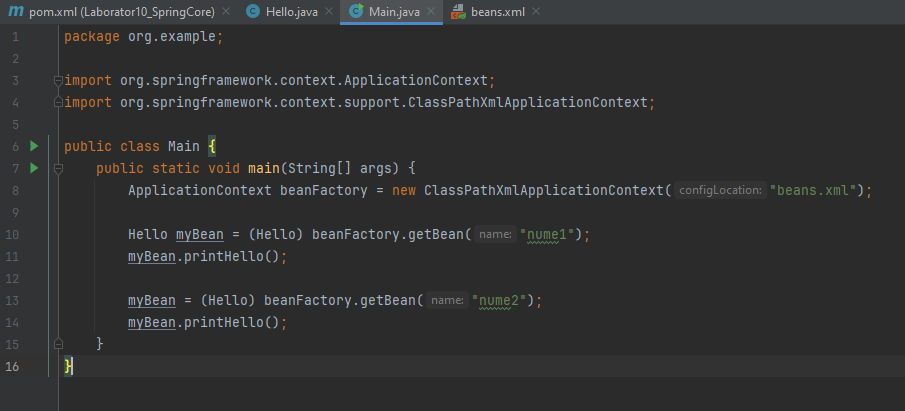 pom.xml (Laborator10_SpringCore) × Hello.java × Main.java × beans.xml ×
1 package org.example;
2
3 import org.springframework.context.ApplicationContext;
4 import org.springframework.context.support.ClassPathXmlApplicationContext;
5
6 public class Main {
7 public static void main(String[] args) {
8 ApplicationContext beanFactory = new ClassPathXmlApplicationContext( configLocation: "beans.xml");
9
10 Hello myBean = (Hello) beanFactory.getBean( name: "nume1");
11 myBean.printHello();
12
13 myBean = (Hello) beanFactory.getBean( name: "nume2");
14 myBean.printHello();
15 }
16 }